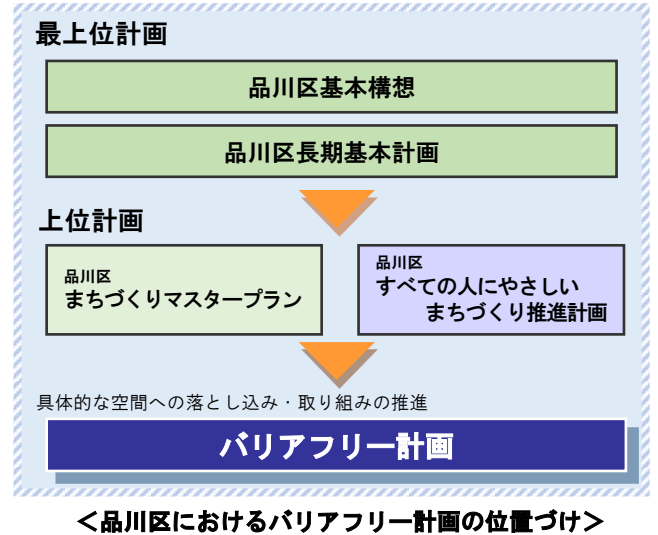 最上位計画
品川区基本構想
品川区長期基本計画
上位計画
品川区
まちづくりマスタープラン
品川区
すべての人にやさしい
まちづくり推進計画
具体的な空間への落とし込み・取り組みの推進
バリアフリー計画
＜品川区におけるバリアフリー計画の位置づけ＞